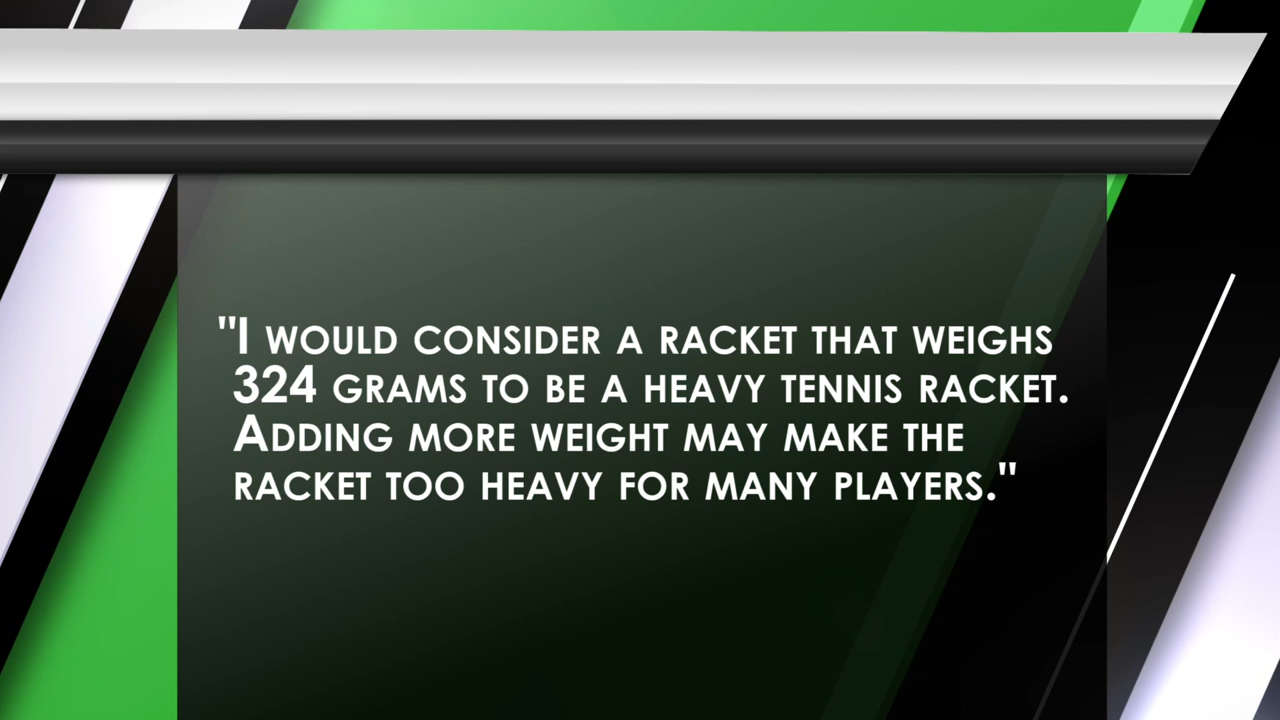 "I would consider a racket that weighs
324 grams to be a heavy tennis racket.
Adding more weight may make the
racket too heavy for many players."